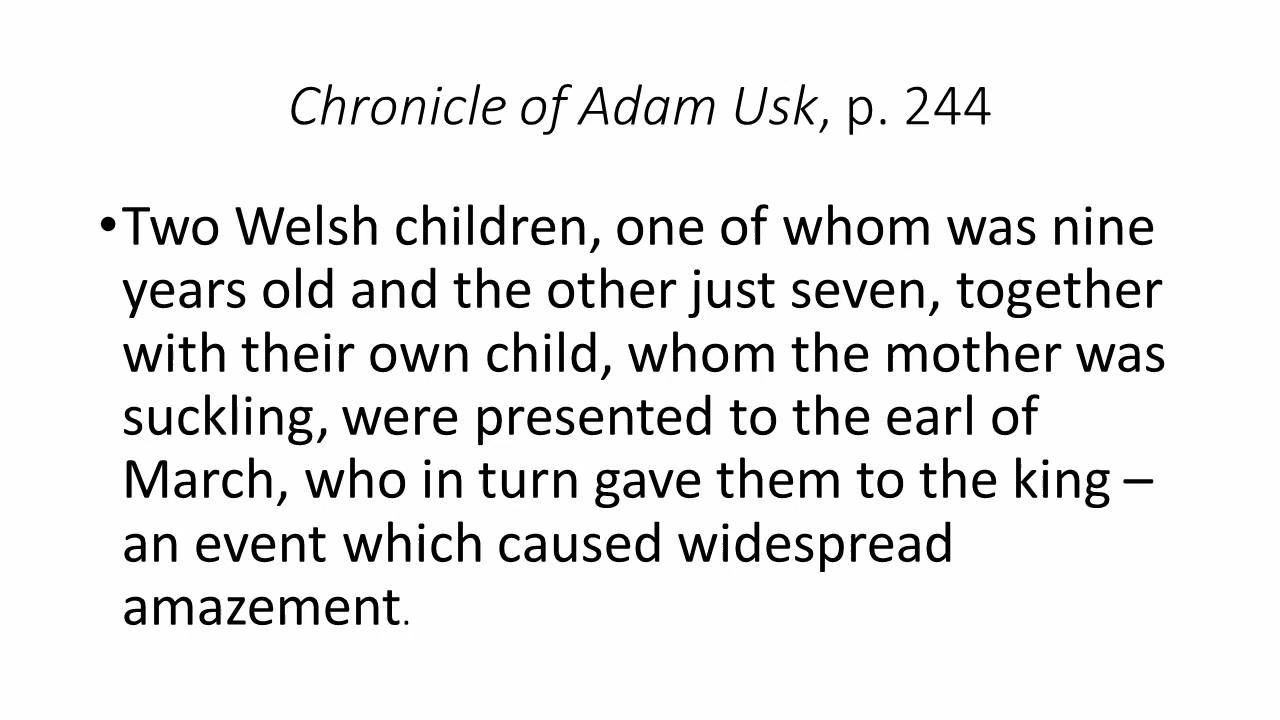 Chronicle of Adam Usk, p. 244
•Two Welsh children, one of whom was nine
years old and the other just seven, together
with their own child, whom the mother was
suckling, were presented to the earl of
March, who in turn gave them to the king –
an event which caused widespread
amazement.